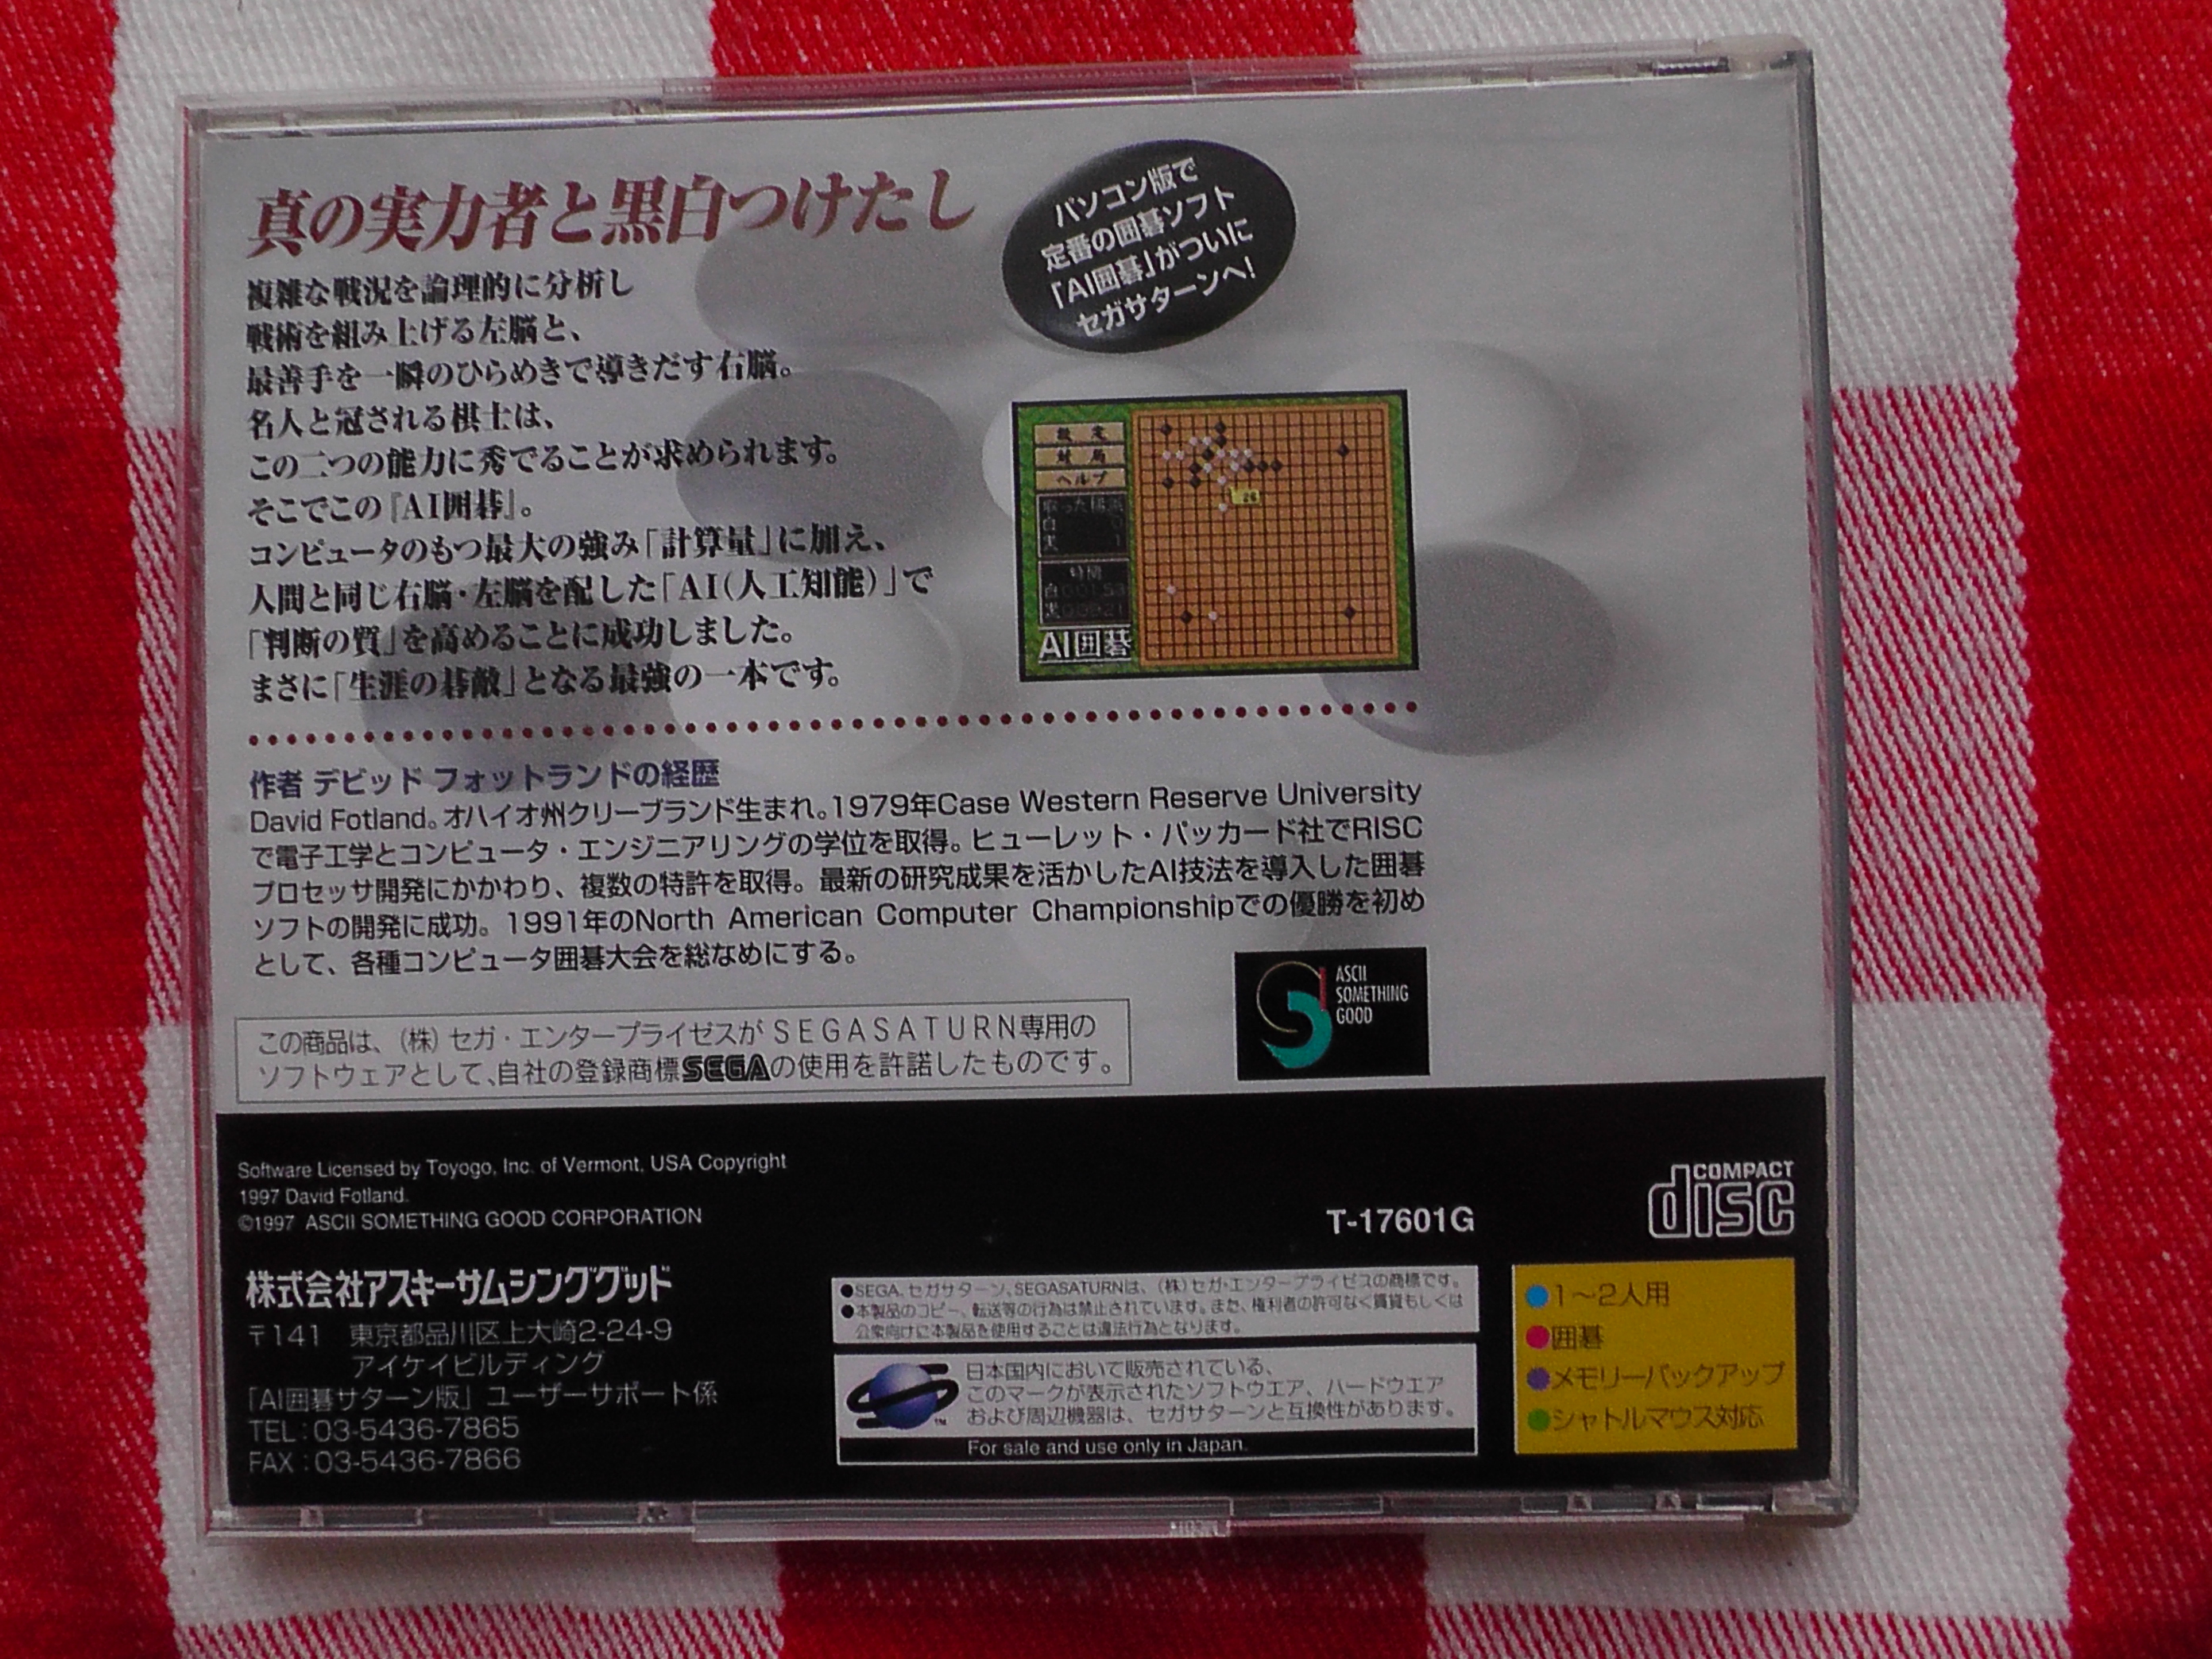 真の実力者と黒白つけたし
複雑な戦況を論理的に分析し
戦術を組み上げる左脳と、
最善手を一瞬のひらめきで導きだす右脳。
名人と冠される棋士は、
この二つの能力に秀でることが求められます。
そこでこの『AI囲碁』。
コンピュータのもつ最大の強み「計算量」に加え、
人間と同じ右脳・左脳を配した「AI(人工知能)」で
「判断の質」を高めることに成功しました。
まさに「生涯の碁敵」となる最強の一本です。
パソコン版で
定番の囲碁ソフト
「AI囲碁」がついに
セガサターンへ!
設定
対局
ヘルプ
26
白 0
黒 1
時間
AI囲碁
作者 デビッド フォットランドの経歴
David Fotland。オハイオ州クリーブランド生まれ。1979年Case Western Reserve University
で電子工学とコンピュータ・エンジニアリングの学位を取得。ヒューレット・パッカード社でRISC
プロセッサ開発にかかわり、複数の特許を取得。最新の研究成果を活かしたAI技法を導入した囲碁
ソフトの開発に成功。1991年のNorth American Computer Championshipでの優勝を初め
として、各種コンピュータ囲碁大会を総なめにする。
ASCII
SOMETHING
GOOD
この商品は、(株)セガ・エンタープライゼスがSEGASATURN専用の
ソフトウェアとして、自社の登録商標SEGAの使用を許諾したものです。
Software Licensed by Toyogo, Inc. of Vermont, USA Copyright
1997 David Fotland.
©1997 ASCII SOMETHING GOOD CORPORATION
T-17601G
COMPACT
disc
株式会社アスキーサムシンググッド
〒141 東京都品川区上大崎2-24-9
アイケイビルディング
「AI囲碁サターン版」ユーザーサポート係
TEL:03-5436-7865
FAX:03-5436-7866
●SEGA、セガサターン、SEGASATURNは、(株)セガ・エンタープライゼスの商標です。
●本製品のコピー、転送等の行為は禁止されています。また、権利者の許可なく賃貸もしくは
公衆向けに本製品を使用することは違法行為となります。
日本国内において販売されている、
このマークが表示されたソフトウエア、ハードウエア
および周辺機器は、セガサターンと互換性があります。
TM
For sale and use only in Japan.
●1〜2人用
●囲碁
●メモリーバックアップ
●シャトルマウス対応